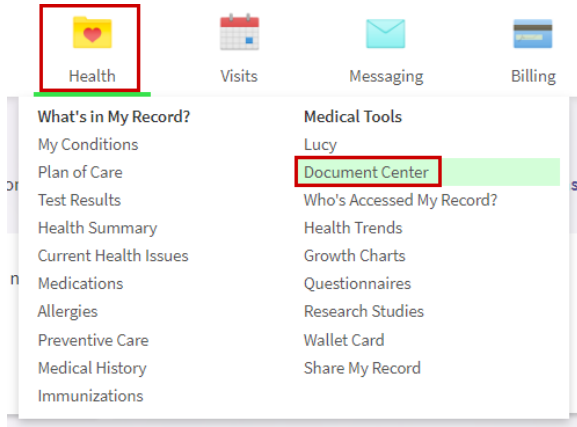 Health Visits Messaging Billing
What's in My Record?
My Conditions
Plan of Care
Test Results
Health Summary
Current Health Issues
Medications
Allergies
Preventive Care
Medical History
Immunizations
Medical Tools
Lucy
Document Center
Who's Accessed My Record?
Health Trends
Growth Charts
Questionnaires
Research Studies
Wallet Card
Share My Record